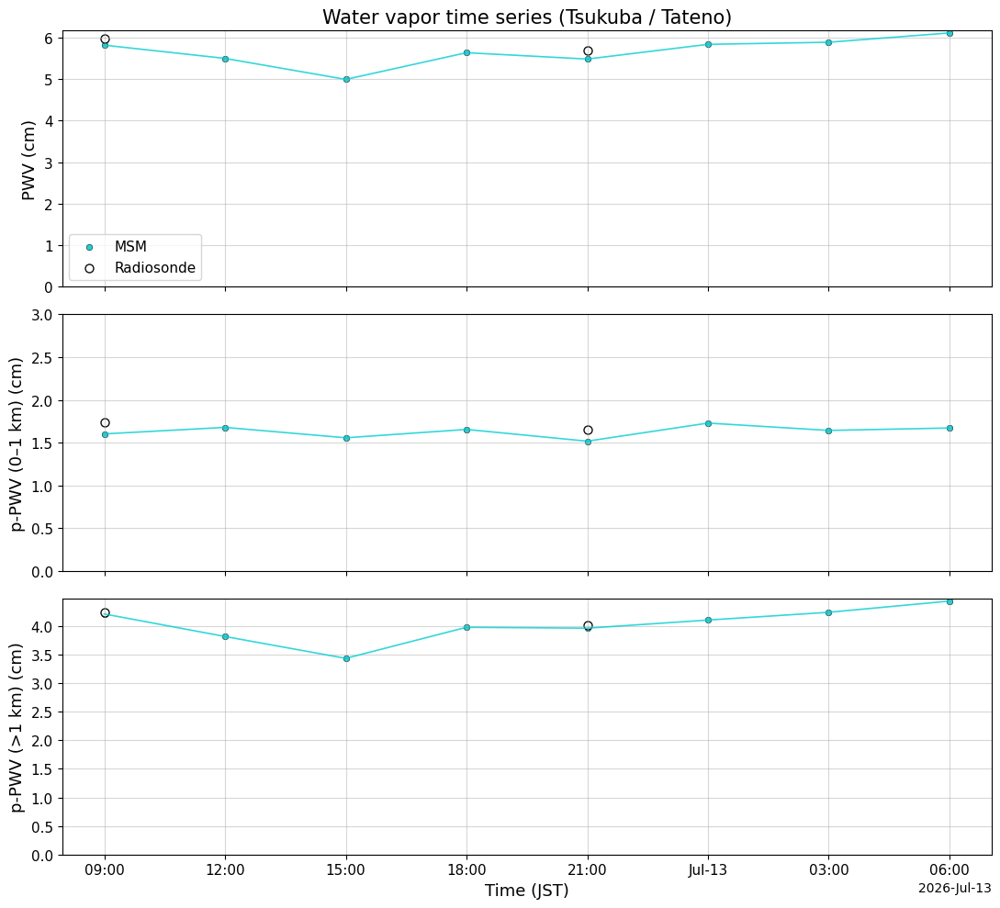 Water vapor time series (Tsukuba / Tateno)
PWV (cm)
6
5
4
3
2
1
0
MSM
Radiosonde
p-PWV (0–1 km) (cm)
3.0
2.5
2.0
1.5
1.0
0.5
0.0
p-PWV (>1 km) (cm)
4.0
3.5
3.0
2.5
2.0
1.5
1.0
0.5
0.0
09:00 12:00 15:00 18:00 21:00 Jul-13 03:00 06:00
Time (JST)
2026-Jul-13